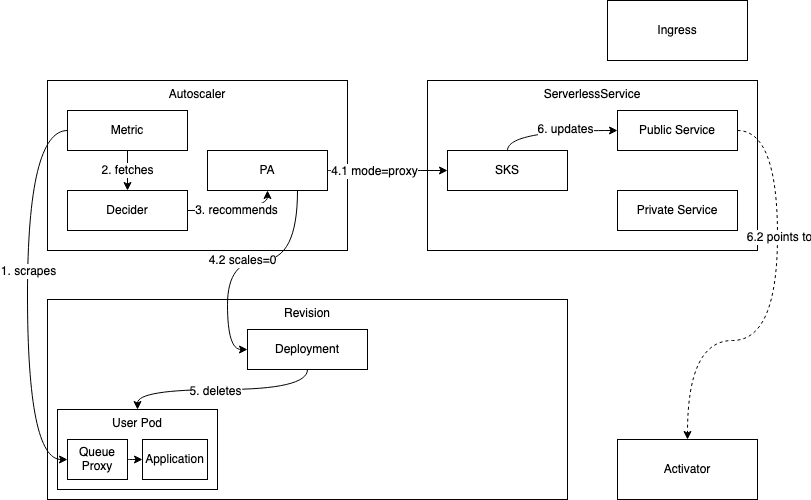 Ingress
Autoscaler
ServerlessService
Metric
6. updates
Public Service
2. fetches
PA
4.1 mode=proxy
SKS
Decider
3. recommends
Private Service
6.2 points to
4.2 scales=0
1. scrapes
Revision
Deployment
5. deletes
User Pod
Queue
Proxy
Application
Activator